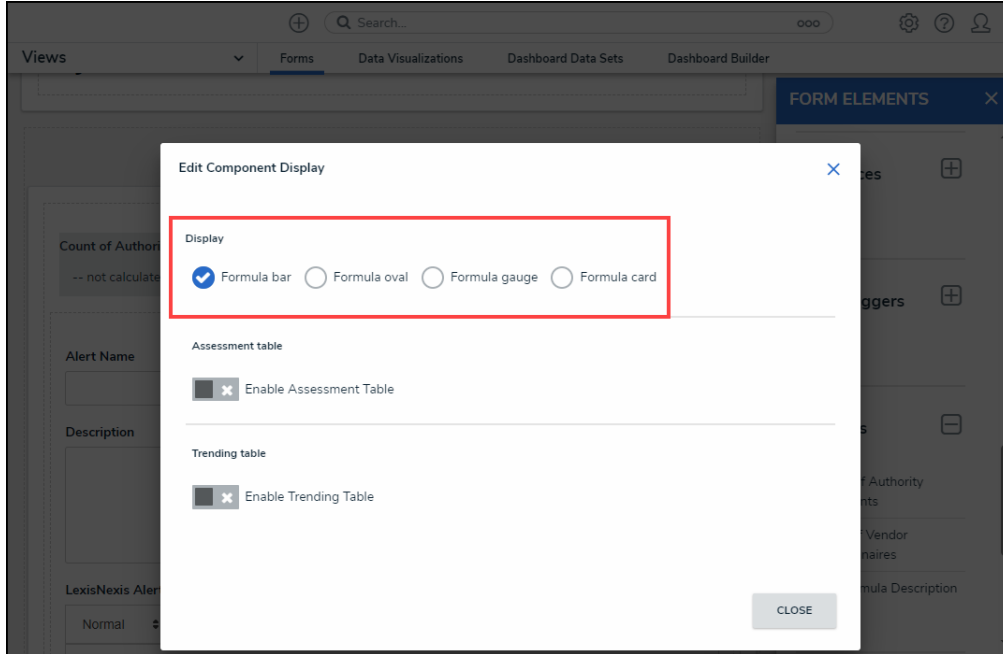 Search...
ooo
Views
Forms
Data Visualizations
Dashboard Data Sets
Dashboard Builder
FORM ELEMENTS
Edit Component Display
Display
Formula bar
Formula oval
Formula gauge
Formula card
Assessment table
Enable Assessment Table
Trending table
Enable Trending Table
CLOSE
Count of Authori
-- not calculate
Alert Name
Description
LexisNexis Aler
Normal
ces
ggers
s
f Authority
nts
Vendor
naires
mula Description